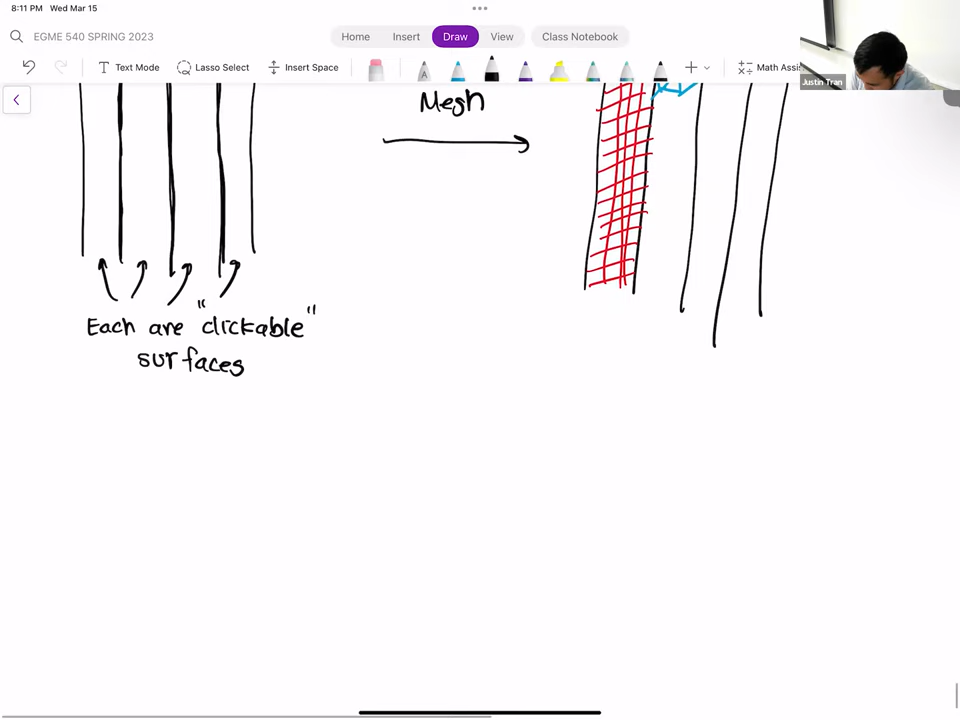 8:11 PM Wed Mar 15
EGME 540 SPRING 2023
Home Insert Draw View Class Notebook
Text Mode Lasso Select Insert Space A Math Assis
Justin Tran
Mesh
Each are "clickable"
surfaces